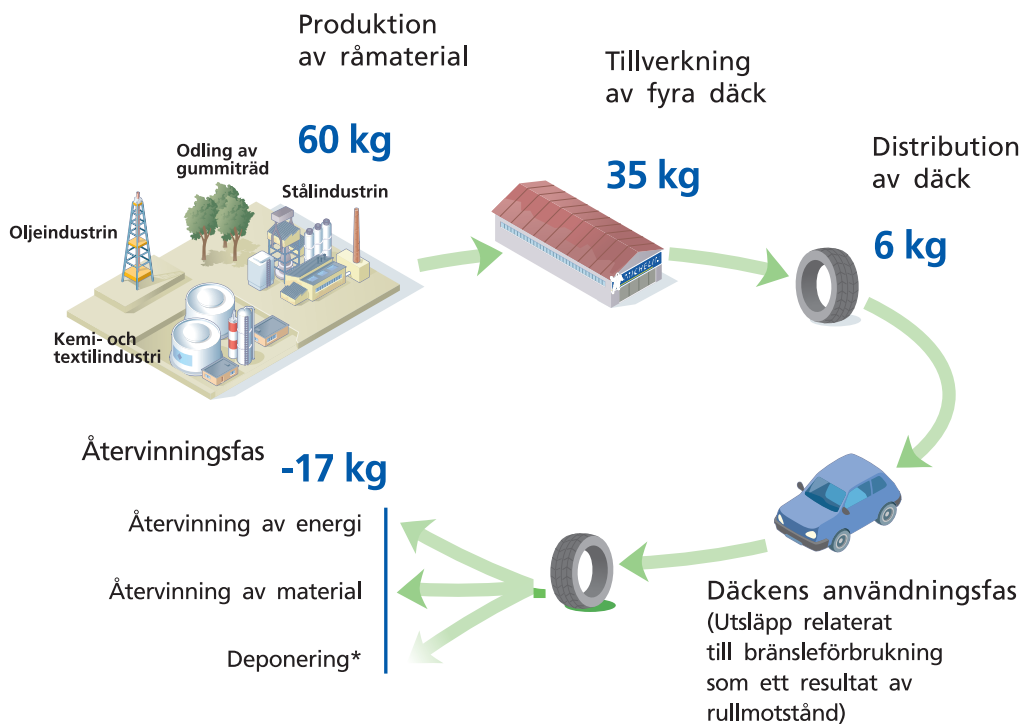 Produktion
av råmaterial
60 kg
Odling av
gummiträd
Stålindustrin
Oljeindustrin
Kemi- och
textilindustri
Tillverkning
av fyra däck
35 kg
MICHELIN
Distribution
av däck
6 kg
Däckens användningsfas
(Utsläpp relaterat
till bränsleförbrukning
som ett resultat av
rullmotstånd)
Återvinningsfas
-17 kg
Återvinning av energi
Återvinning av material
Deponering*